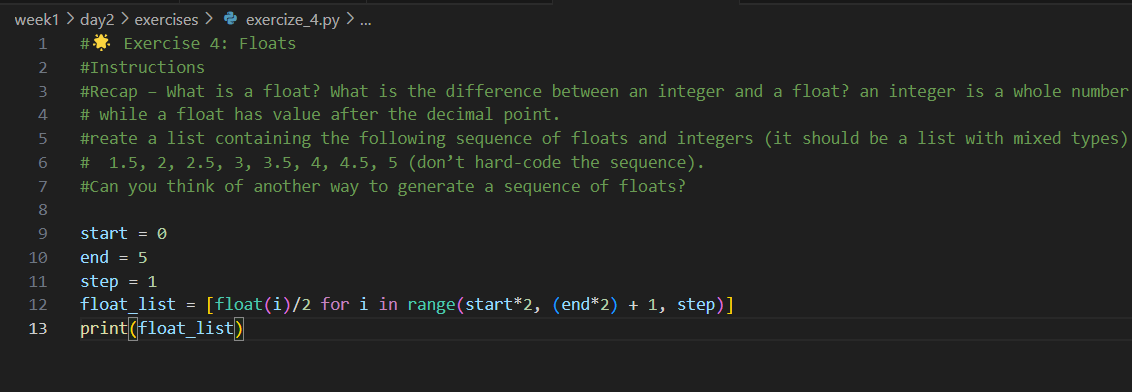 week1 > day2 > exercises > exercize_4.py > ...
1 #🌟 Exercise 4: Floats
2 #Instructions
3 #Recap – What is a float? What is the difference between an integer and a float? an integer is a whole number
4 # while a float has value after the decimal point.
5 #reate a list containing the following sequence of floats and integers (it should be a list with mixed types)
6 #  1.5, 2, 2.5, 3, 3.5, 4, 4.5, 5 (don’t hard-code the sequence).
7 #Can you think of another way to generate a sequence of floats?
8
9 start = 0
10 end = 5
11 step = 1
12 float_list = [float(i)/2 for i in range(start*2, (end*2) + 1, step)]
13 print(float_list)